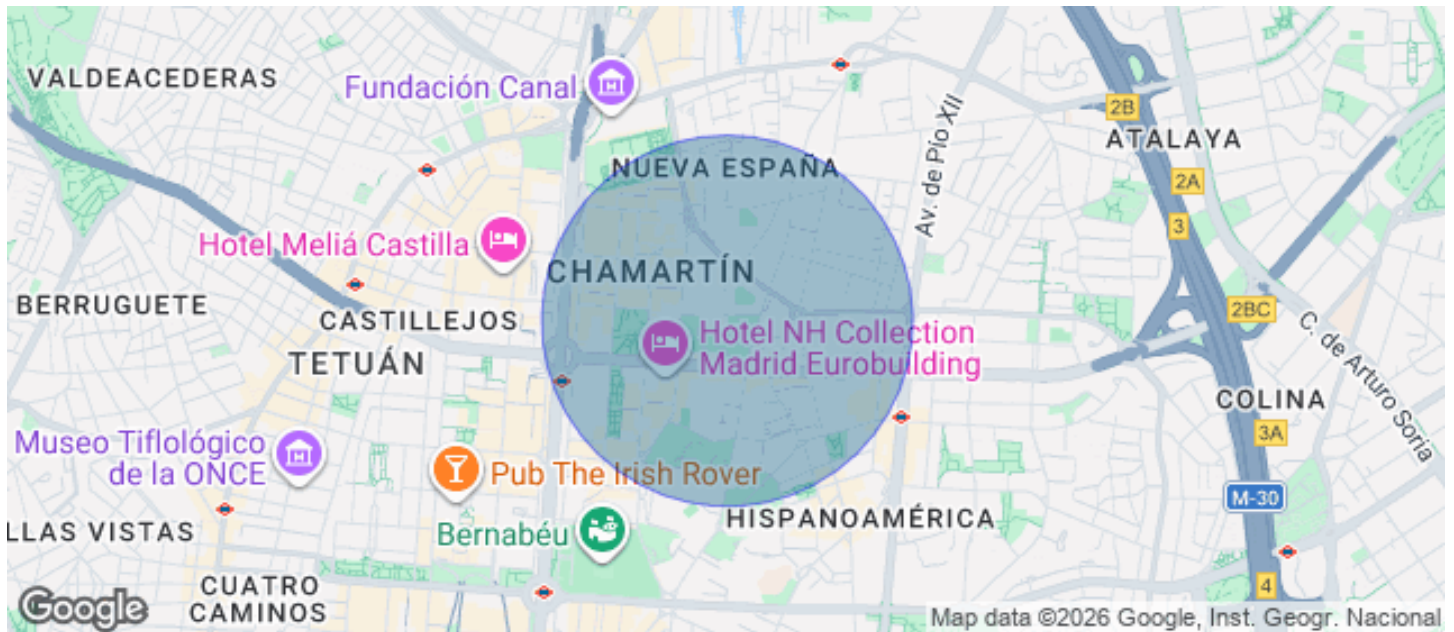 VALDEACEDERAS
Fundación Canal
2B
Av. de Pío XII
ATALAYA
NUEVA ESPAÑA
2A
3
Hotel Meliá Castilla
CHAMARTÍN
BERRUGUETE
CASTILLEJOS
2BC
Hotel NH Collection
Madrid Eurobuilding
TETUÁN
C. de Arturo Soria
COLINA
3A
Museo Tiflológico
de la ONCE
Pub The Irish Rover
M-30
HISPANOAMÉRICA
LLAS VISTAS
Bernabéu
CUATRO
CAMINOS
4
Google
Map data ©2026 Google, Inst. Geogr. Nacional